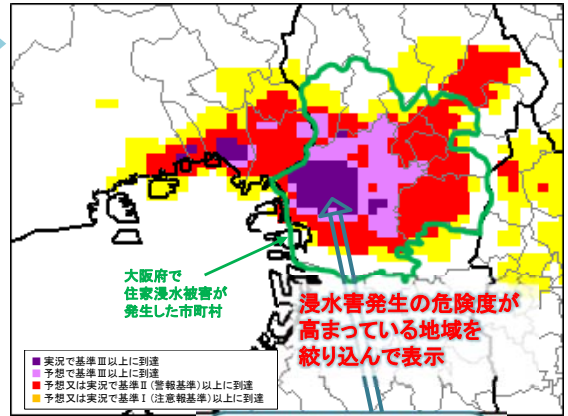 大阪府で
住家浸水被害が
発生した市町村
浸水害発生の危険度が
高まっている地域を
絞り込んで表示
実況で基準Ⅲ以上に到達
予想で基準Ⅲ以上に到達
予想又は実況で基準Ⅱ(警報基準)以上に到達
予想又は実況で基準Ⅰ(注意報基準)以上に到達